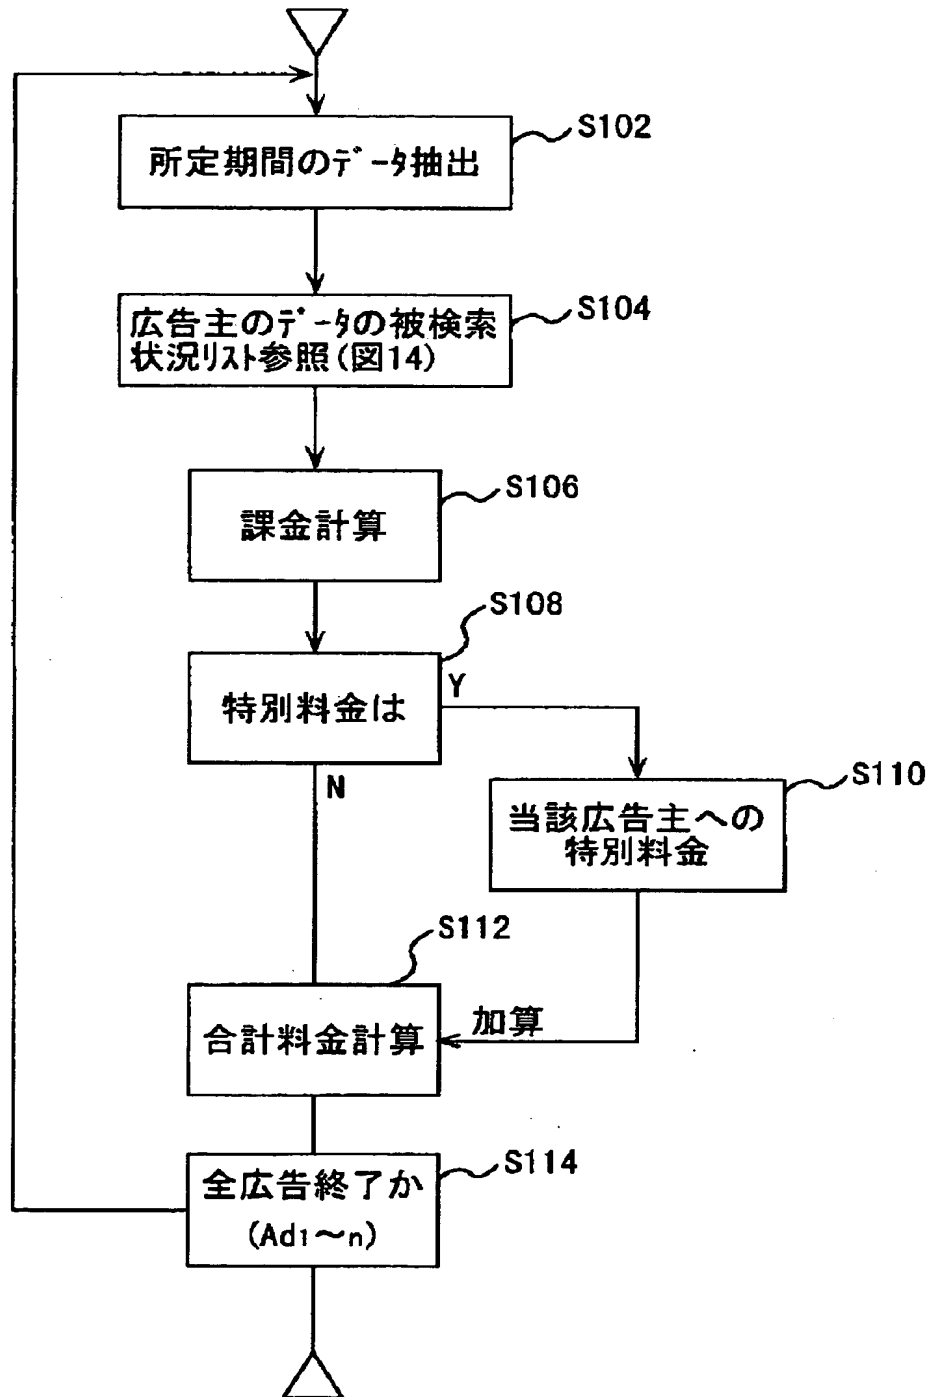 S102
所定期間のデータ抽出
S104
広告主のデータの被検索
状況リスト参照(図14)
S106
課金計算
S108
特別料金は
Y
N
S110
当該広告主への
特別料金
S112
合計料金計算
加算
S114
全広告終了か
(Ad1～n)